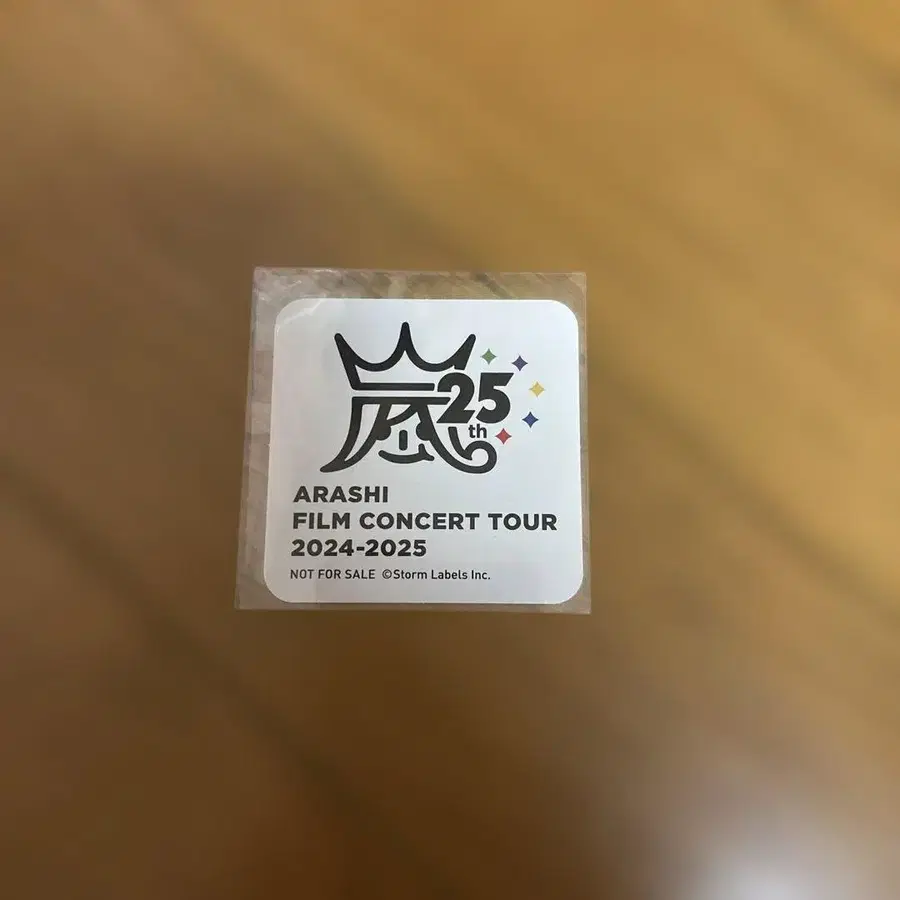 嵐 25th
ARASHI
FILM CONCERT TOUR
2024-2025
NOT FOR SALE ©Storm Labels Inc.